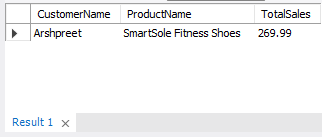 CustomerName ProductName TotalSales
Arshpreet SmartSole Fitness Shoes 269.99
Result 1